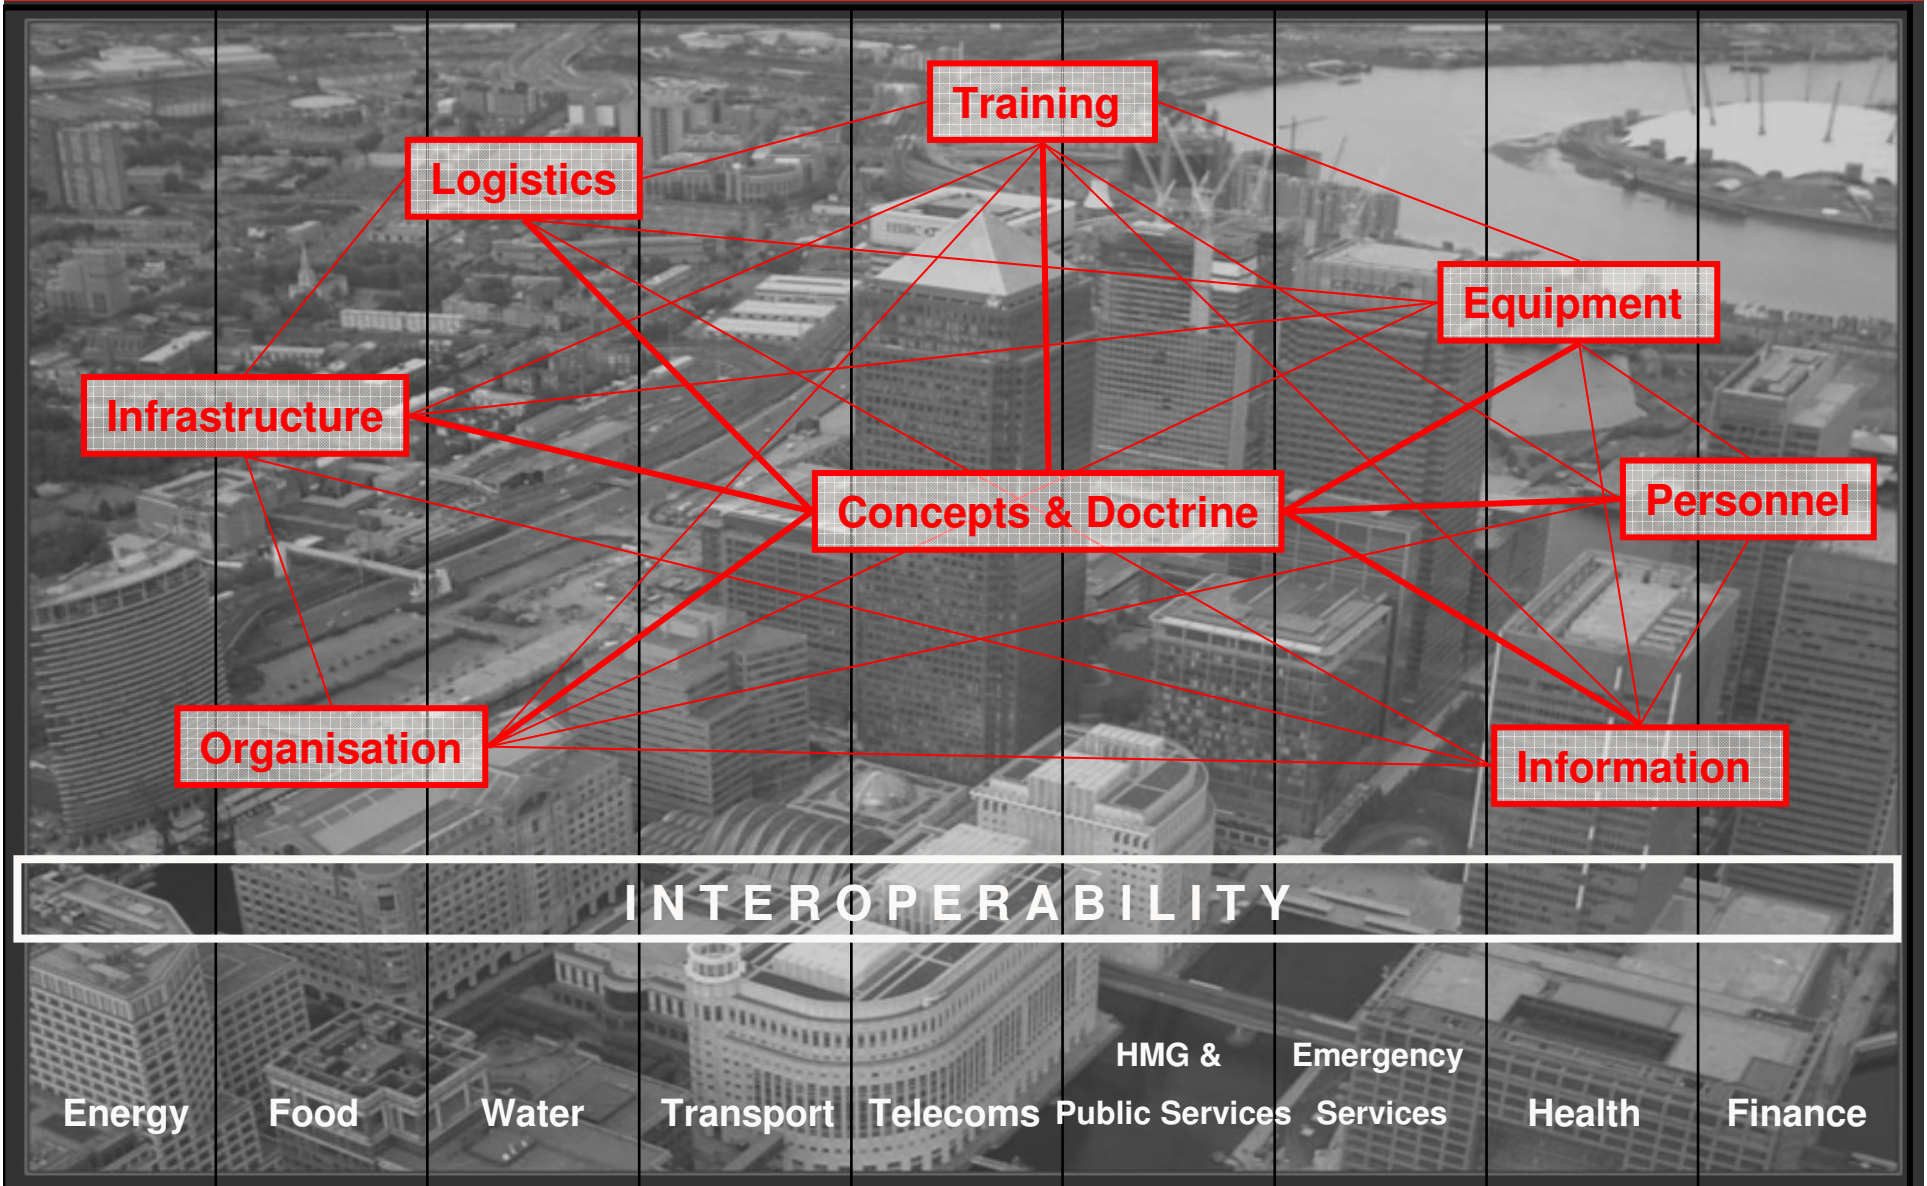 Training
Logistics
Equipment
Infrastructure
Personnel
Concepts & Doctrine
Organisation
Information
INTEROPERABILITY
Energy
Food
Water
Transport
Telecoms
HMG &
Public Services
Emergency
Services
Health
Finance